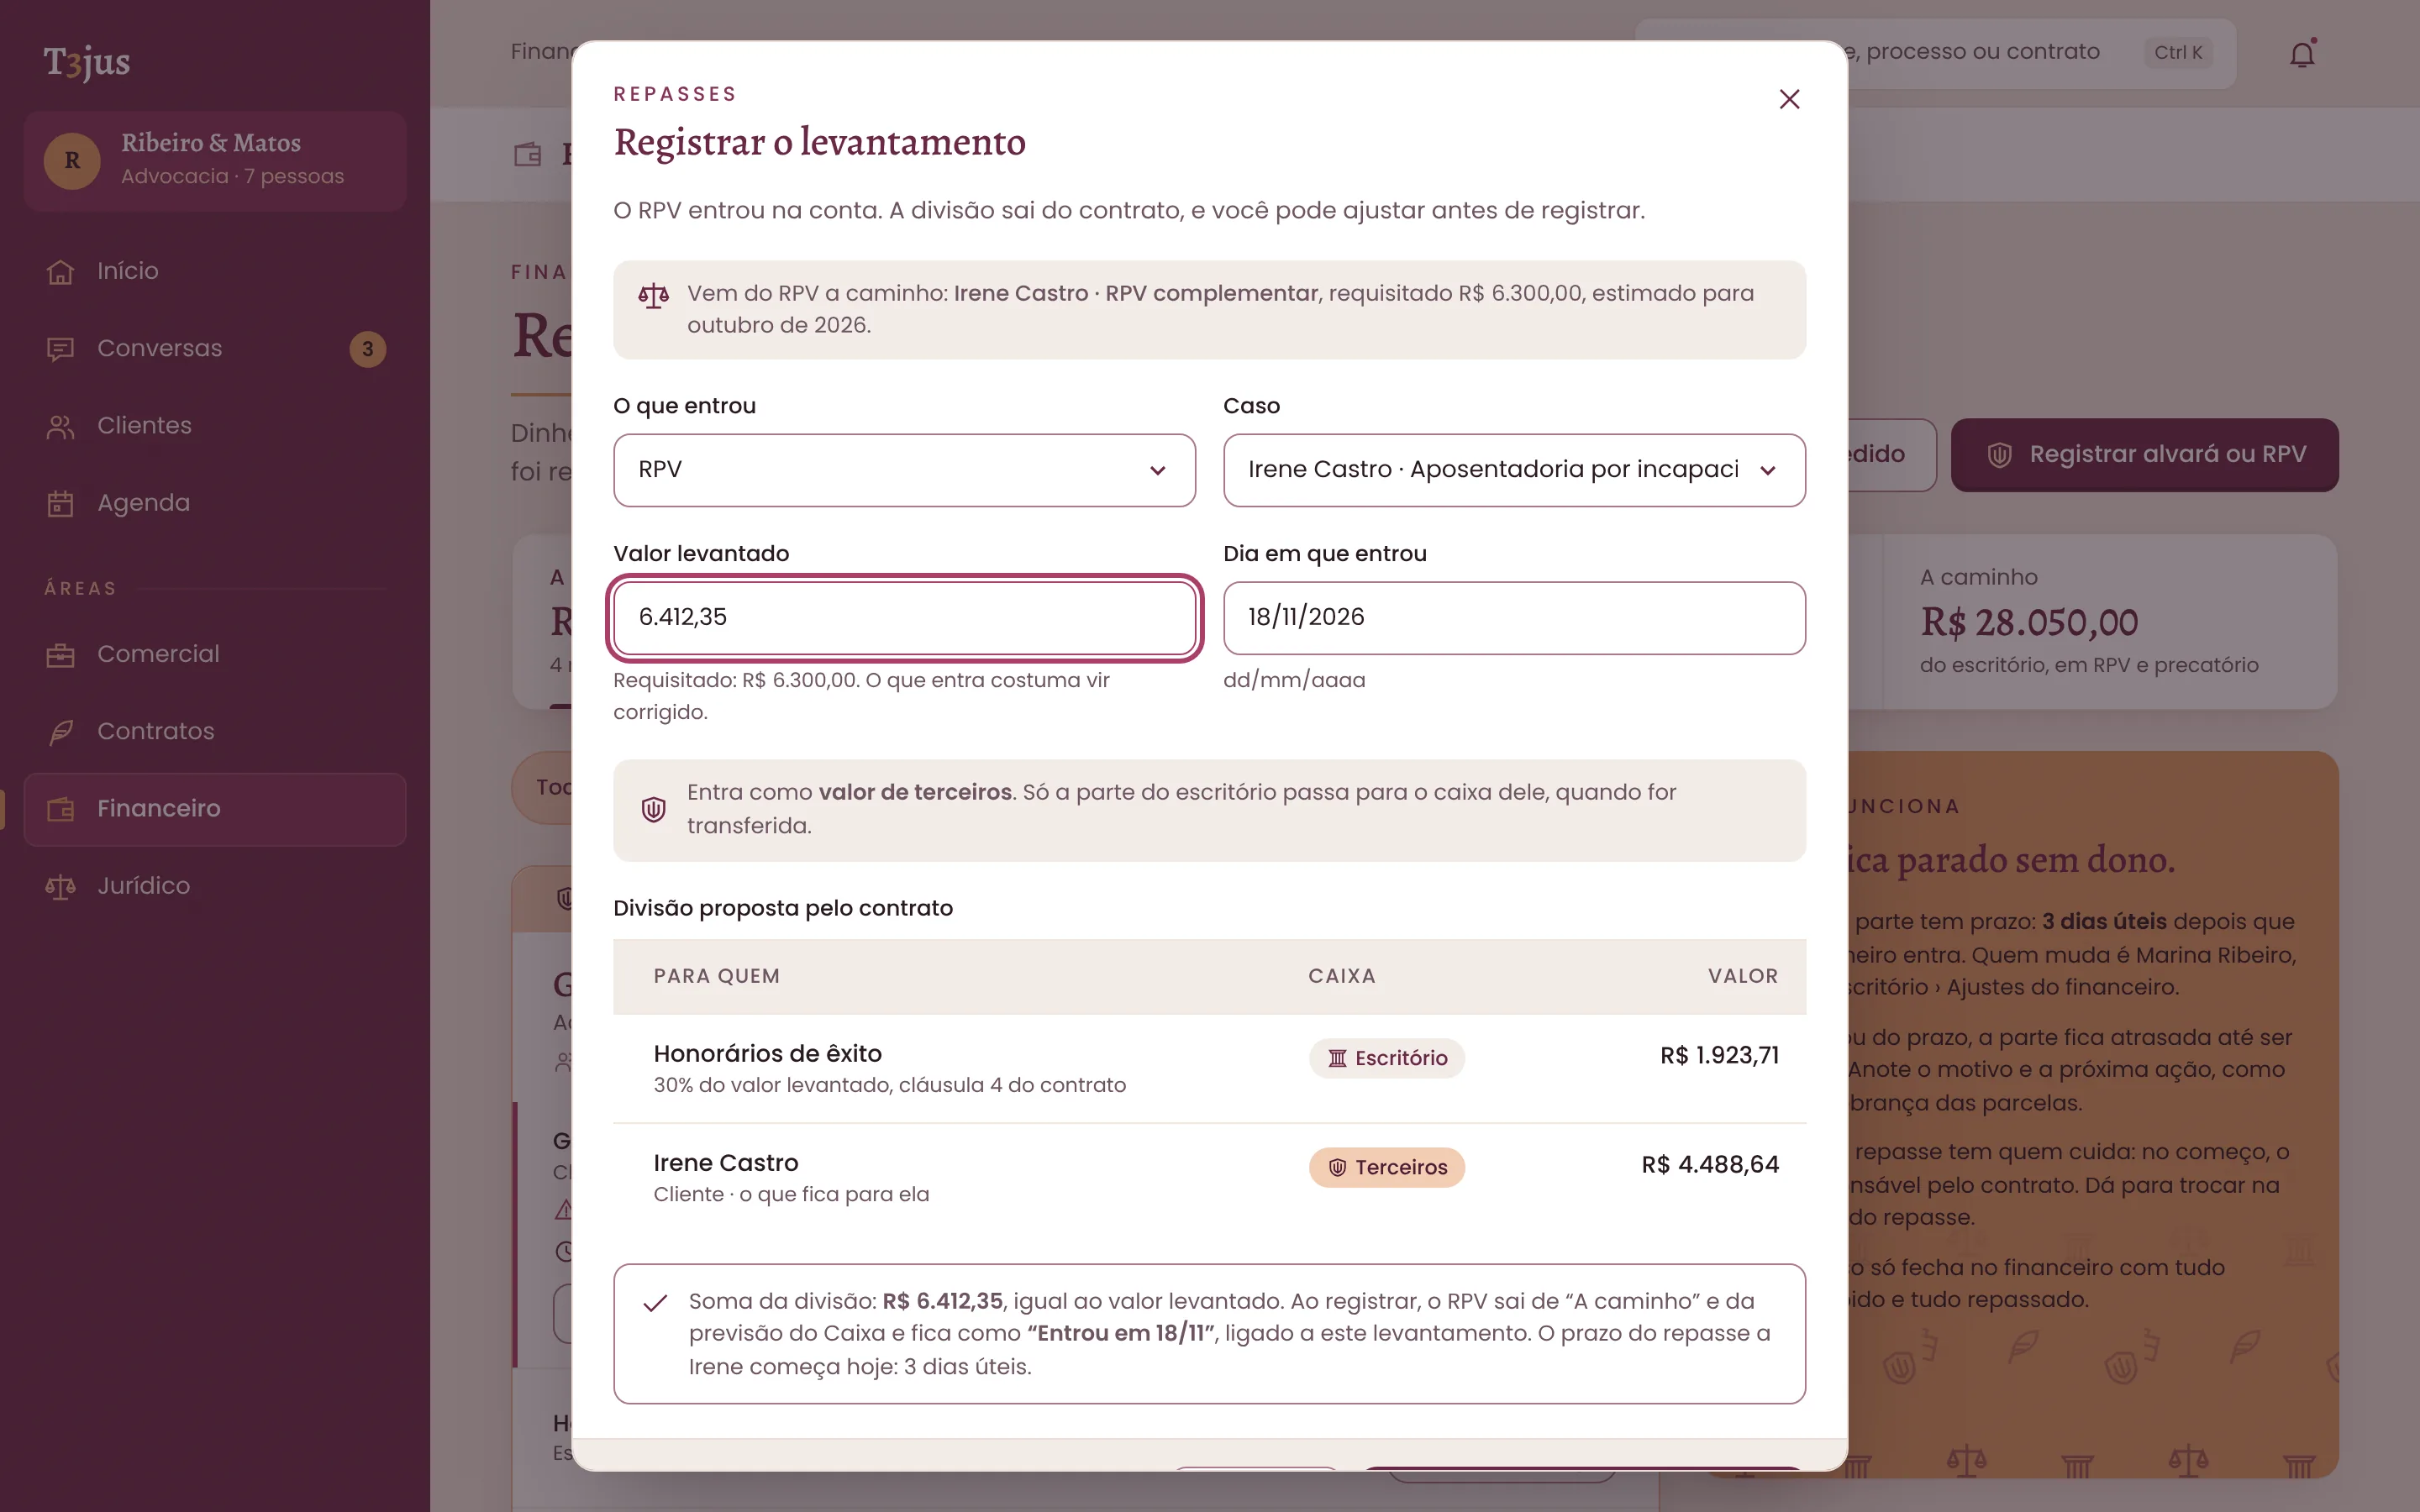 T3jus
Ribeiro & Matos
R
Advocacia · 7 pessoas
Início
Conversas
3
Clientes
Agenda
ÁREAS
Comercial
Contratos
Financeiro
Jurídico
processo ou contrato
Ctrl K
REPASSES
Registrar o levantamento
O RPV entrou na conta. A divisão sai do contrato, e você pode ajustar antes de registrar.
Vem do RPV a caminho: Irene Castro · RPV complementar, requisitado R$ 6.300,00, estimado para
outubro de 2026.
O que entrou
RPV
Caso
Irene Castro · Aposentadoria por incapaci
Valor levantado
6.412,35
Requisitado: R$ 6.300,00. O que entra costuma vir
corrigido.
Dia em que entrou
18/11/2026
dd/mm/aaaa
Entra como valor de terceiros. Só a parte do escritório passa para o caixa dele, quando for
transferida.
Divisão proposta pelo contrato
PARA QUEM
CAIXA
VALOR
Honorários de êxito
30% do valor levantado, cláusula 4 do contrato
Escritório
R$ 1.923,71
Irene Castro
Cliente · o que fica para ela
Terceiros
R$ 4.488,64
Soma da divisão: R$ 6.412,35, igual ao valor levantado. Ao registrar, o RPV sai de “A caminho” e da
previsão do Caixa e fica como “Entrou em 18/11”, ligado a este levantamento. O prazo do repasse a
Irene começa hoje: 3 dias úteis.
Registrar alvará ou RPV
A caminho
R$ 28.050,00
do escritório, em RPV e precatório
parado sem dono.
parte tem prazo: 3 dias úteis depois que
entra. Quem muda é Marina Ribeiro,
› Ajustes do financeiro.
do prazo, a parte fica atrasada até ser
Anote o motivo e a próxima ação, como
das parcelas.
repasse tem quem cuida: no começo, o
pelo contrato. Dá para trocar na
do repasse.
só fecha no financeiro com tudo
e tudo repassado.